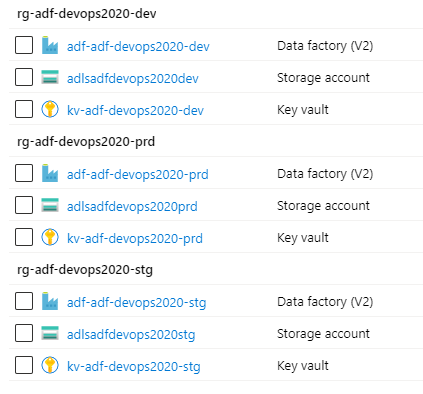 rg-adf-devops2020-dev
adf-adf-devops2020-dev Data factory (V2)
adlsadfdevops2020dev Storage account
kv-adf-devops2020-dev Key vault
rg-adf-devops2020-prd
adf-adf-devops2020-prd Data factory (V2)
adlsadfdevops2020prd Storage account
kv-adf-devops2020-prd Key vault
rg-adf-devops2020-stg
adf-adf-devops2020-stg Data factory (V2)
adlsadfdevops2020stg Storage account
kv-adf-devops2020-stg Key vault